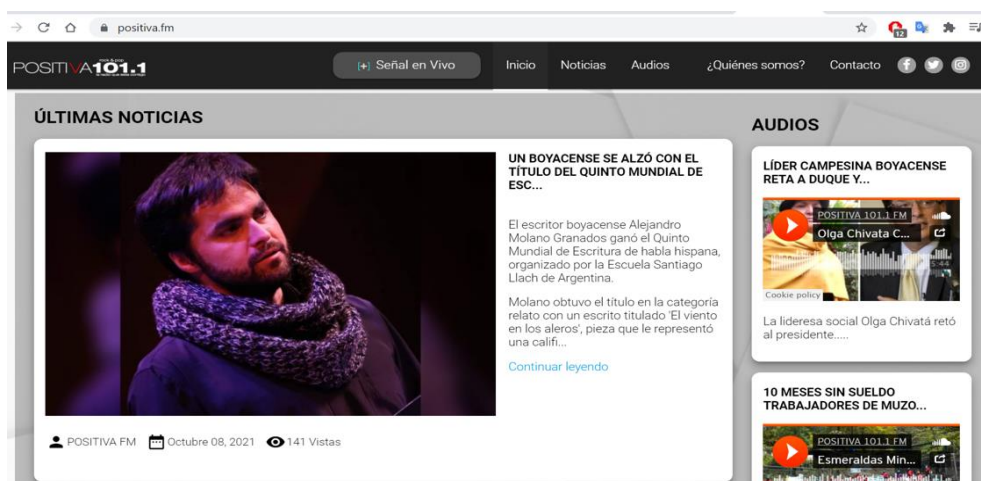 positiva.fm
12
POSITIVA101.1
[+] Señal en Vivo
Inicio
Noticias
Audios
¿Quiénes somos?
Contacto
ÚLTIMAS NOTICIAS
UN BOYACENSE SE ALZÓ CON EL
TÍTULO DEL QUINTO MUNDIAL DE
ESC...
El escritor boyacense Alejandro
Molano Granados ganó el Quinto
Mundial de Escritura de habla hispana,
organizado por la Escuela Santiago
Llach de Argentina.
Molano obtuvo el título en la categoría
relato con un escrito titulado 'El viento
en los aleros', pieza que le representó
una califi...
Continuar leyendo
POSITIVA FM
Octubre 08, 2021
141 Vistas
AUDIOS
LÍDER CAMPESINA BOYACENSE
RETA A DUQUE Y...
POSITIVA 101.1 FM
Olga Chivata C...
5:44
Cookie policy
La lideresa social Olga Chivatá retó
al presidente.....
10 MESES SIN SUELDO
TRABAJADORES DE MUZO...
POSITIVA 101.1 FM
Esmeraldas Min...